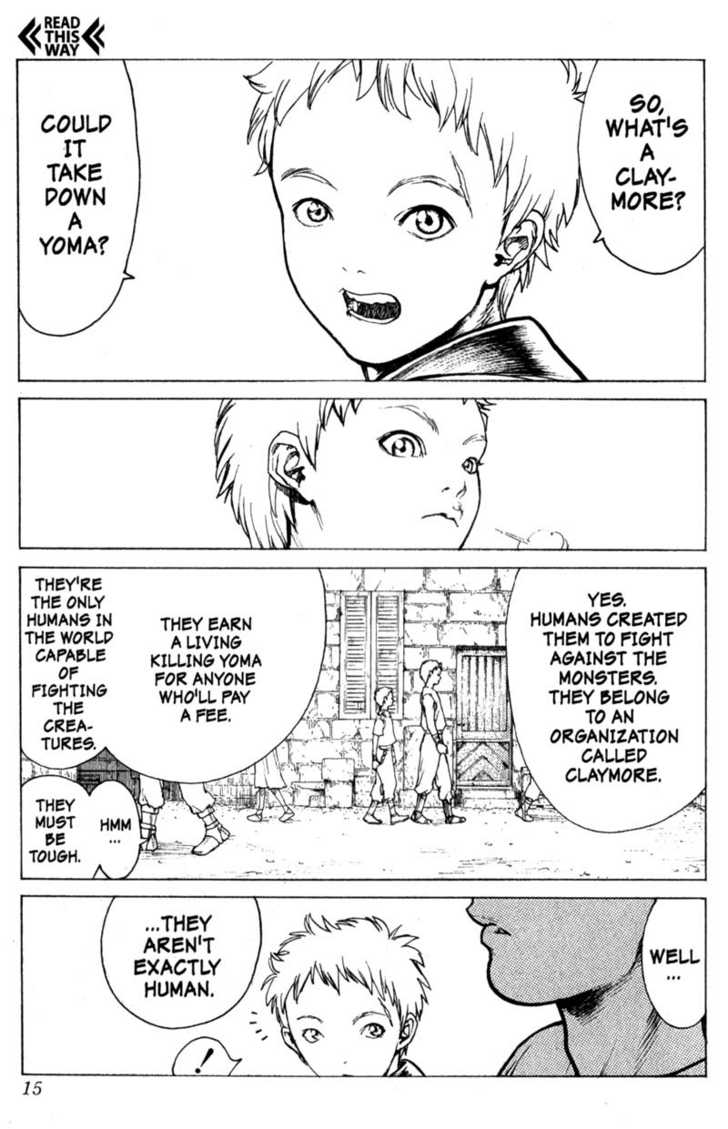 READ
THIS
WAY
SO,
WHAT'S
A
CLAY-
MORE?
COULD
IT
TAKE
DOWN
A
YOMA?
YES.
HUMANS CREATED
THEM TO FIGHT
AGAINST THE
MONSTERS.
THEY BELONG
TO AN
ORGANIZATION
CALLED
CLAYMORE.
THEY EARN
A LIVING
KILLING YOMA
FOR ANYONE
WHO'LL PAY
A FEE.
THEY'RE
THE ONLY
HUMANS IN
THE WORLD
CAPABLE
OF
FIGHTING
THE
CREA-
TURES.
HMM
...
THEY
MUST
BE
TOUGH.
WELL
...
...THEY
AREN'T
EXACTLY
HUMAN.
!
15